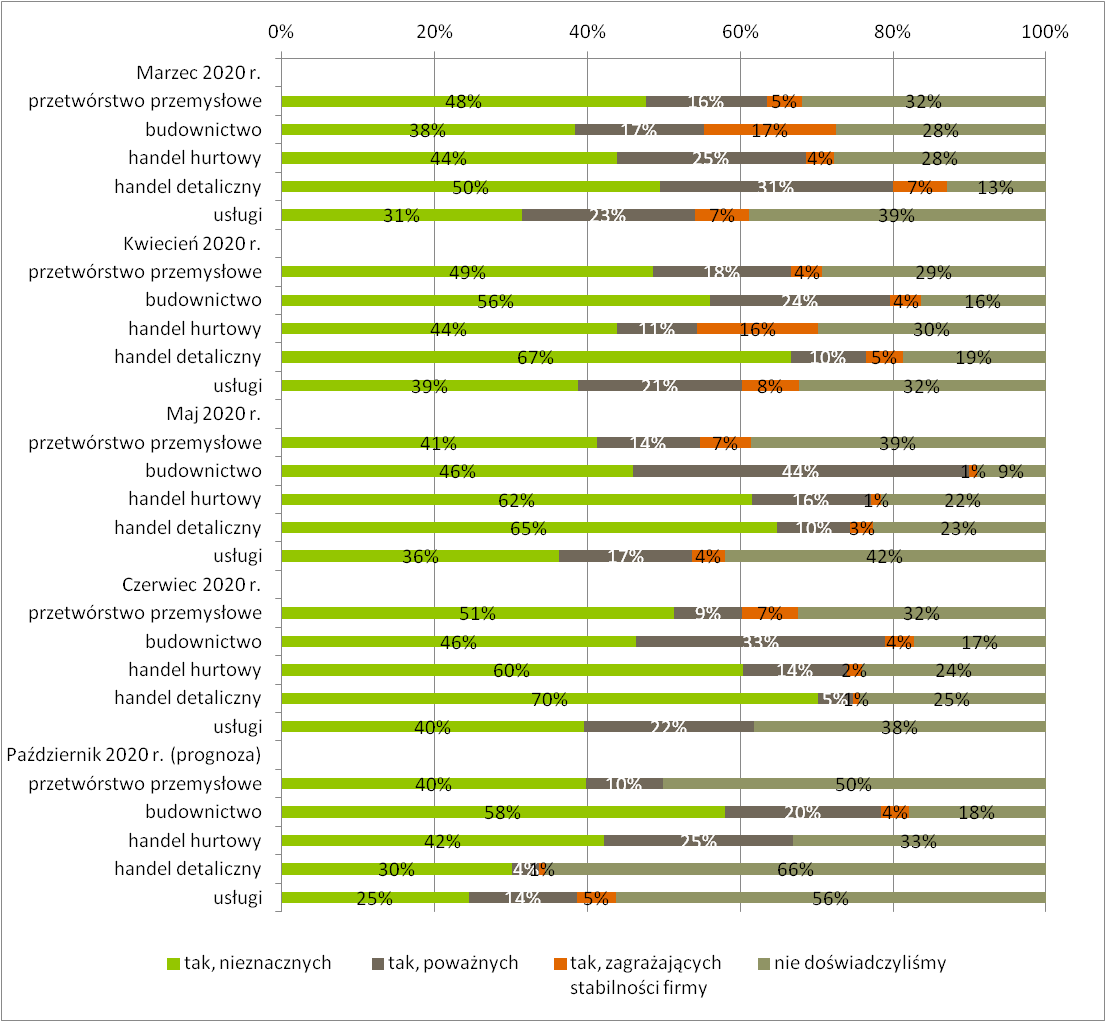 0% 20% 40% 60% 80% 100%
Marzec 2020 r.
przetwórstwo przemysłowe 48% 16% 5% 32%
budownictwo 38% 17% 17% 28%
handel hurtowy 44% 25% 4% 28%
handel detaliczny 50% 31% 7% 13%
usługi 31% 23% 7% 39%
Kwiecień 2020 r.
przetwórstwo przemysłowe 49% 18% 4% 29%
budownictwo 56% 24% 4% 16%
handel hurtowy 44% 11% 16% 30%
handel detaliczny 67% 10% 5% 19%
usługi 39% 21% 8% 32%
Maj 2020 r.
przetwórstwo przemysłowe 41% 14% 7% 39%
budownictwo 46% 44% 1% 9%
handel hurtowy 62% 16% 1% 22%
handel detaliczny 65% 10% 3% 23%
usługi 36% 17% 4% 42%
Czerwiec 2020 r.
przetwórstwo przemysłowe 51% 9% 7% 32%
budownictwo 46% 33% 4% 17%
handel hurtowy 60% 14% 2% 24%
handel detaliczny 70% 5% 1% 25%
usługi 40% 22% 38%
Październik 2020 r. (prognoza)
przetwórstwo przemysłowe 40% 10% 50%
budownictwo 58% 20% 4% 18%
handel hurtowy 42% 25% 33%
handel detaliczny 30% 4% 1% 66%
usługi 25% 14% 5% 56%
tak, nieznacznych tak, poważnych tak, zagrażających nie doświadczyliśmy
stabilności firmy